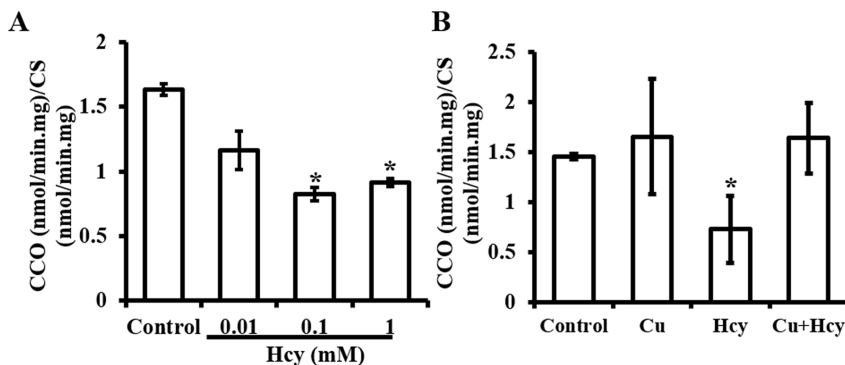 A
CCO (nmol/min.mg)/CS
(nmol/min.mg)
2
1.5
1
0.5
0
*
*
Control 0.01 0.1 1
Hcy (mM)
B
CCO (nmol/min.mg)/CS
(nmol/min.mg)
2.5
2
1.5
1
0.5
0
*
Control Cu Hcy Cu+Hcy